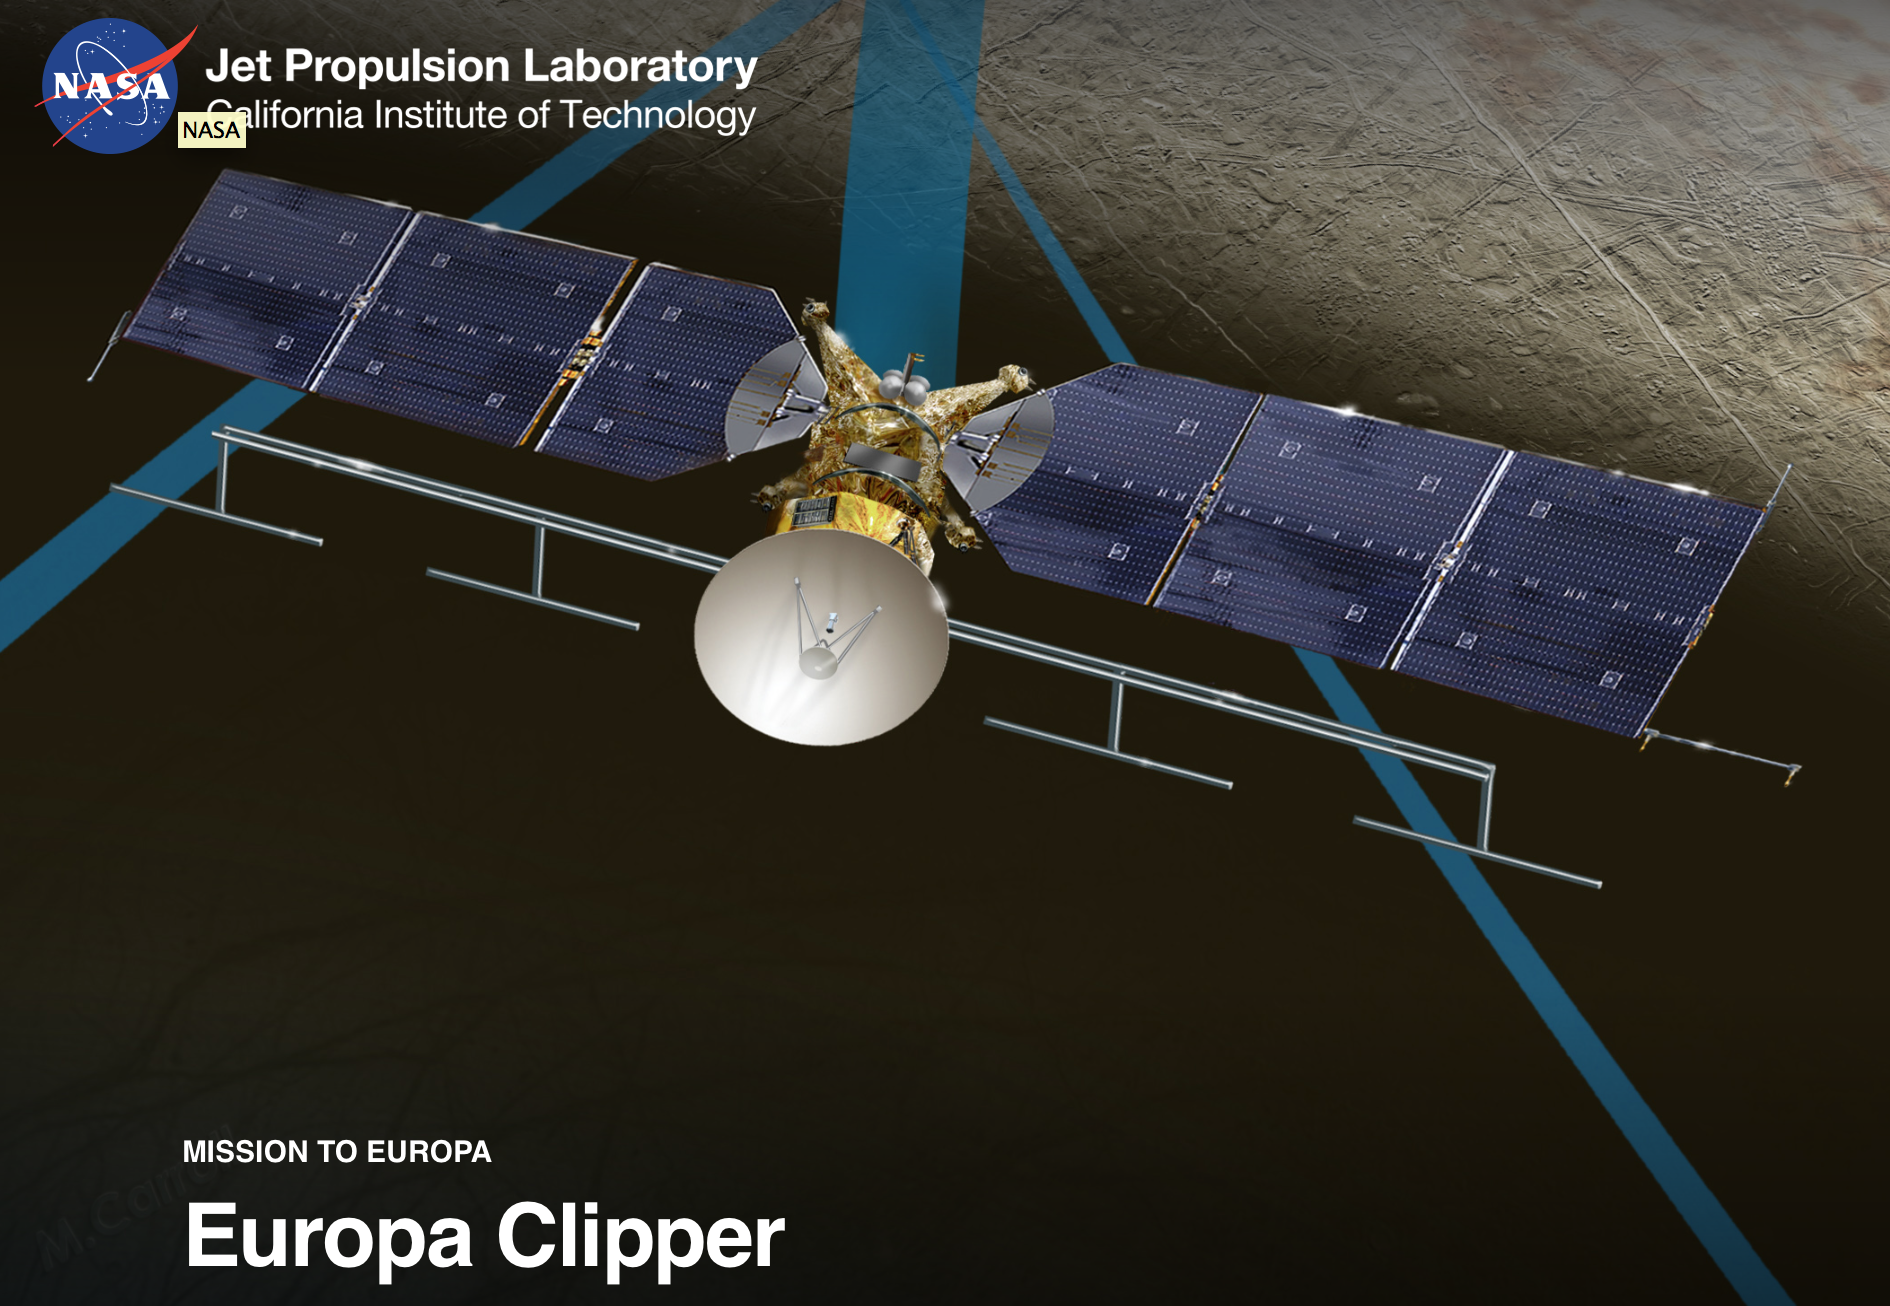 NASA
Jet Propulsion Laboratory
California Institute of Technology
NASA
MISSION TO EUROPA
Europa Clipper